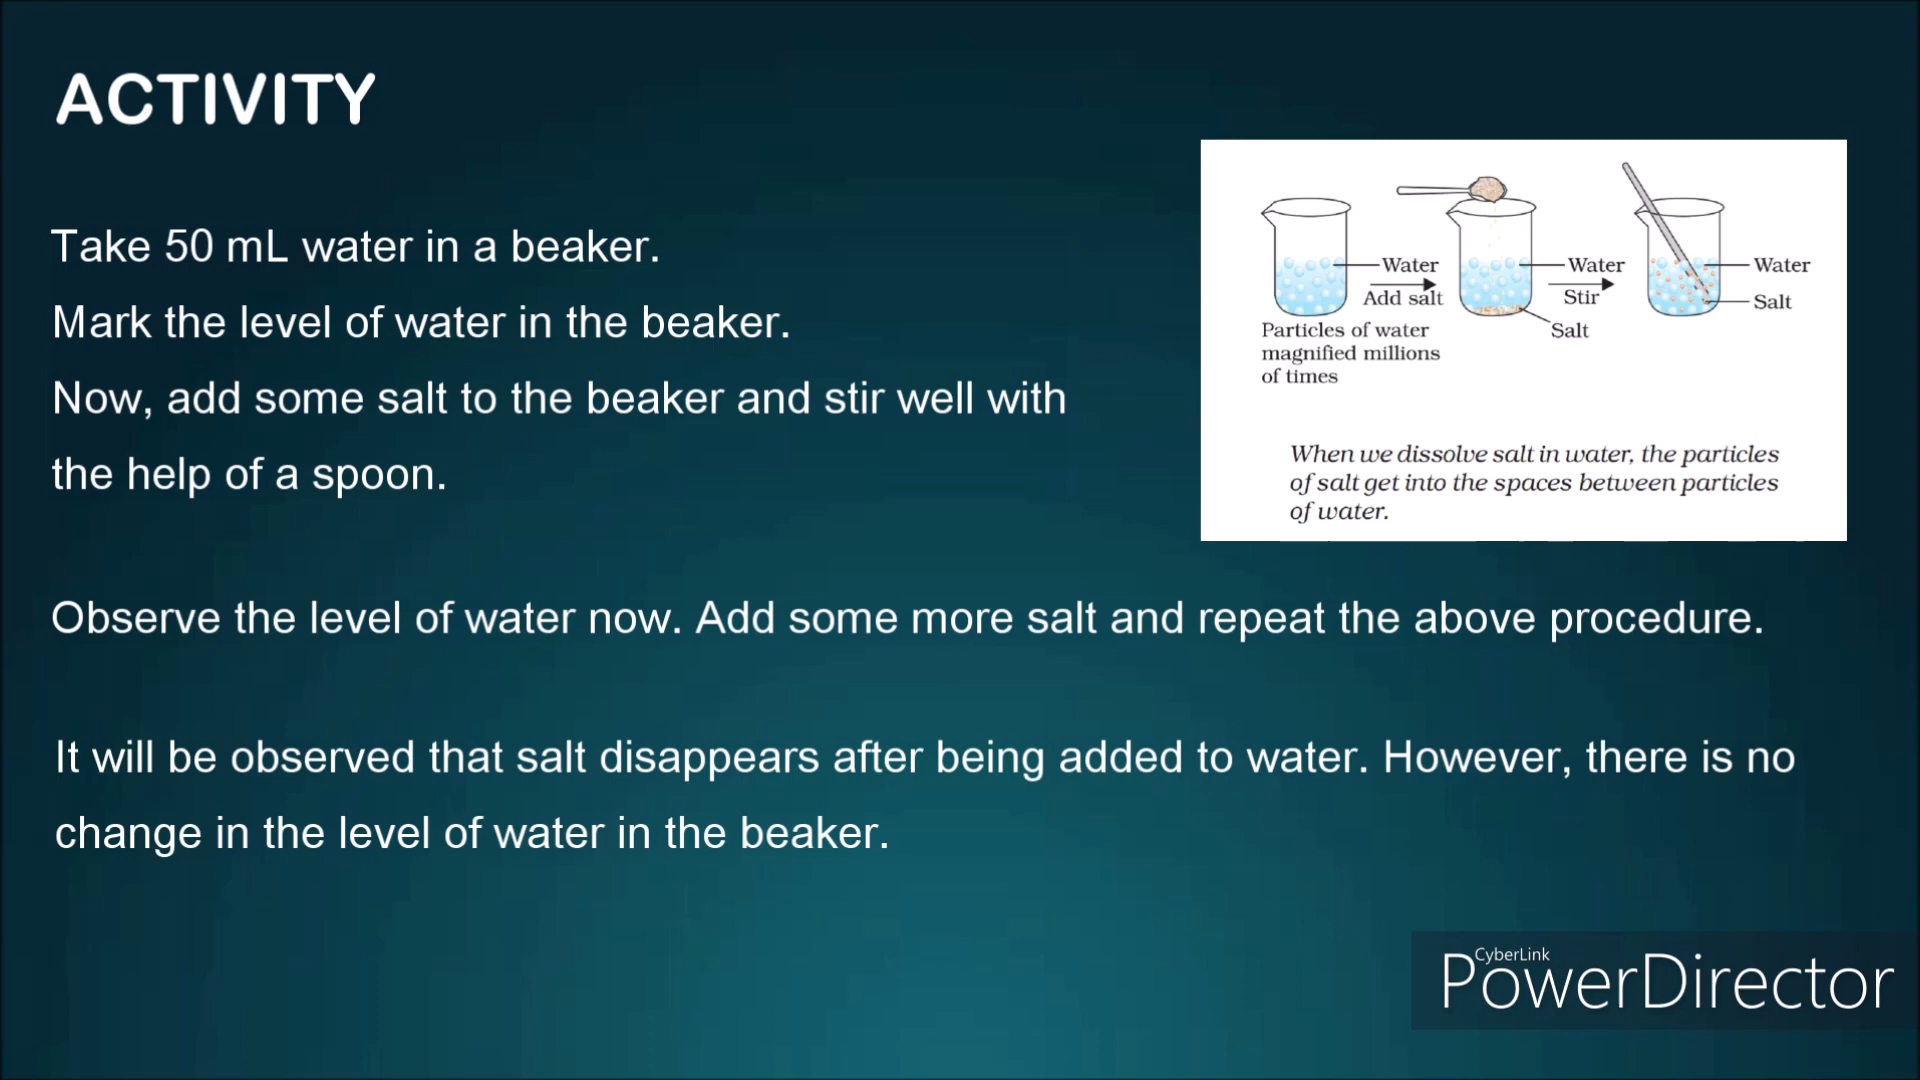 ACTIVITY
Take 50 mL water in a beaker.
Mark the level of water in the beaker.
Now, add some salt to the beaker and stir well with
the help of a spoon.
Water
Add salt
Particles of water
magnified millions
of times
Water
Stir
Salt
Water
Salt
When we dissolve salt in water, the particles
of salt get into the spaces between particles
of water.
Observe the level of water now. Add some more salt and repeat the above procedure.
It will be observed that salt disappears after being added to water. However, there is no
change in the level of water in the beaker.
CyberLink
PowerDirector